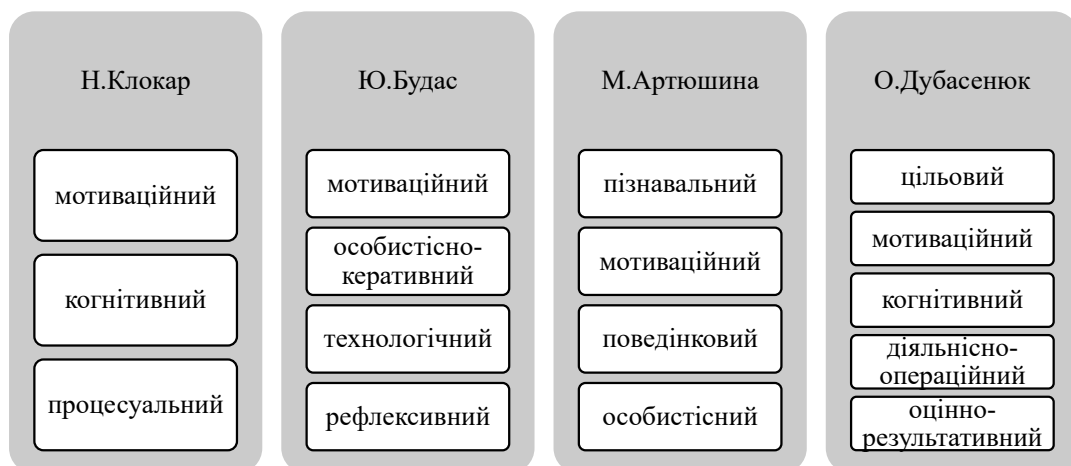 Н.Клокар
мотиваційний
когнітивний
процесуальний
Ю.Будас
мотиваційний
особистісно-
керативний
технологічний
рефлексивний
М.Артюшина
пізнавальний
мотиваційний
поведінковий
особистісний
О.Дубасенюк
цільовий
мотиваційний
когнітивний
діяльнісно-
операційний
оцінно-
результативний